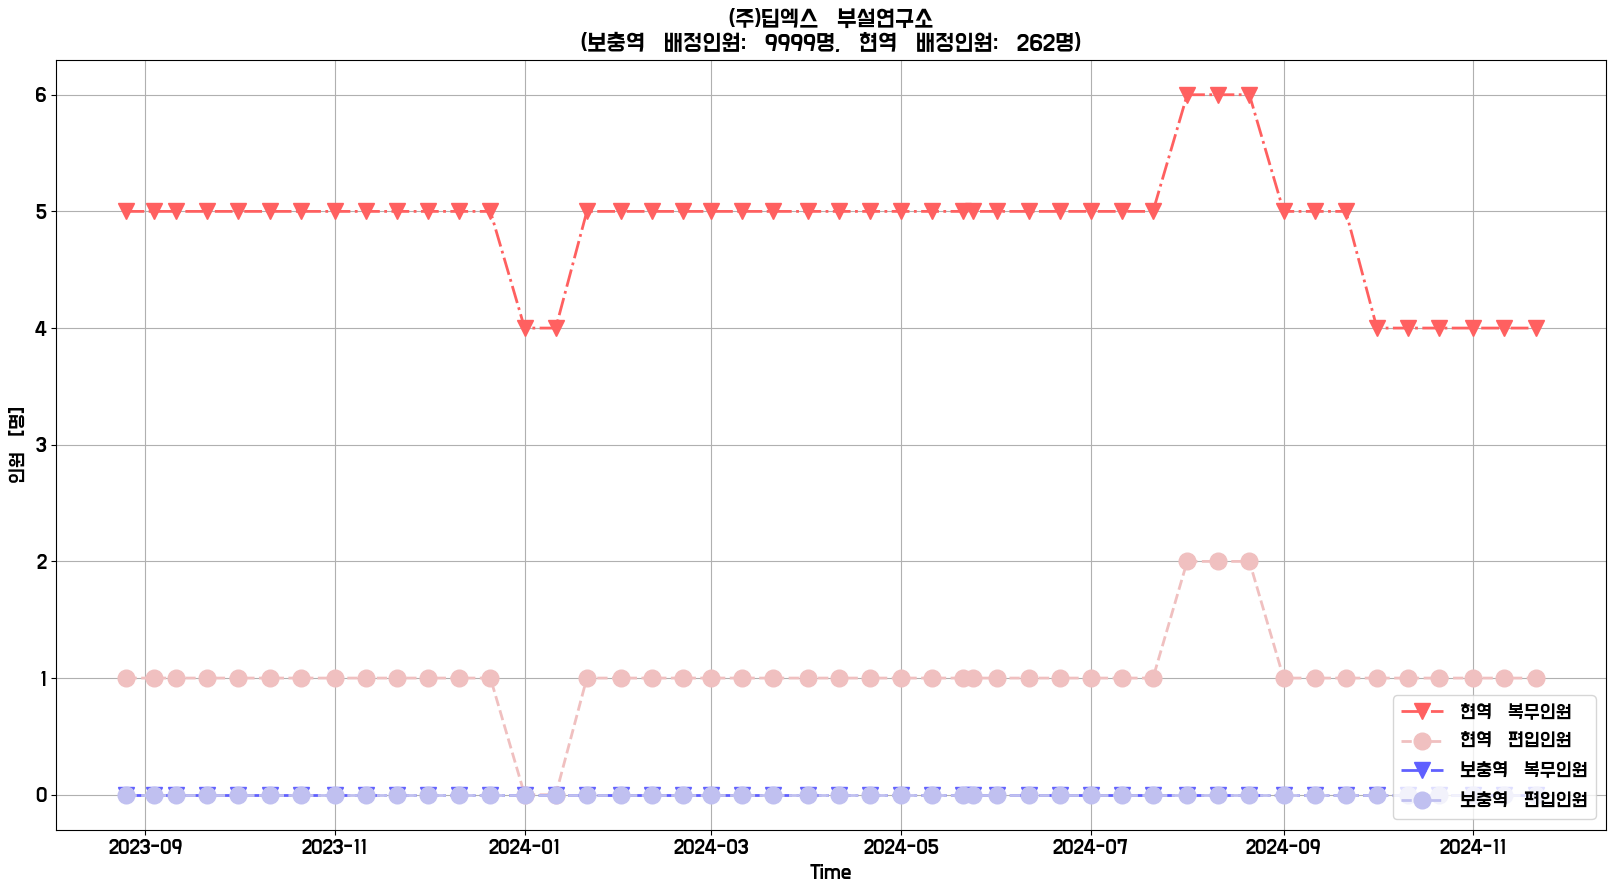 (주)딥엑스 부설연구소
(보충역 배정인원: 9999명, 현역 배정인원: 262명)
인원 [명]
6
5
4
3
2
1
0
현역 복무인원
현역 편입인원
보충역 복무인원
보충역 편입인원
2023-09 2023-11 2024-01 2024-03 2024-05 2024-07 2024-09 2024-11
Time